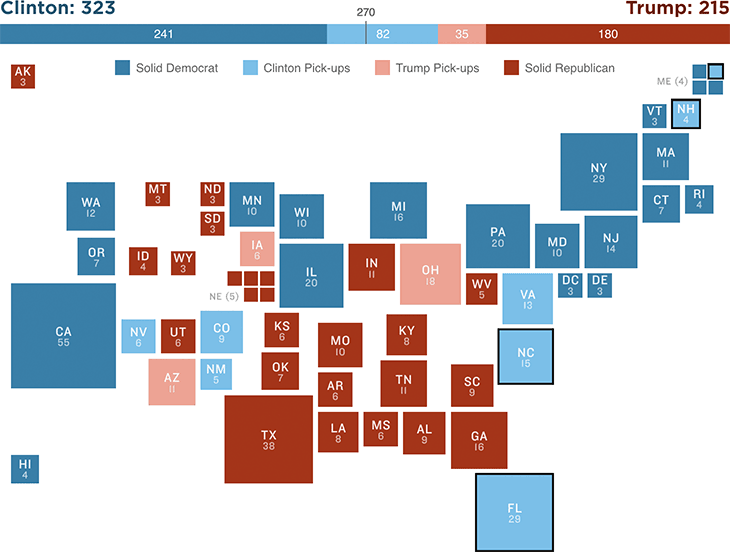 Clinton: 323
270
Trump: 215
241
82
35
180
Solid Democrat
Clinton Pick-ups
Trump Pick-ups
Solid Republican
AK
3
ME (4)
VT
3
NH
4
NY
29
MA
11
WA
12
MT
3
ND
3
MN
10
WI
10
MI
16
CT
7
RI
4
SD
3
PA
20
MD
10
NJ
14
OR
7
ID
4
WY
3
IA
6
IL
20
IN
11
OH
18
WV
5
VA
13
DC
3
DE
3
NE (5)
CA
55
NV
6
UT
6
CO
9
KS
6
MO
10
KY
8
NC
15
AZ
11
NM
5
OK
7
AR
6
TN
11
SC
9
TX
38
LA
8
MS
6
AL
9
GA
16
HI
4
FL
29